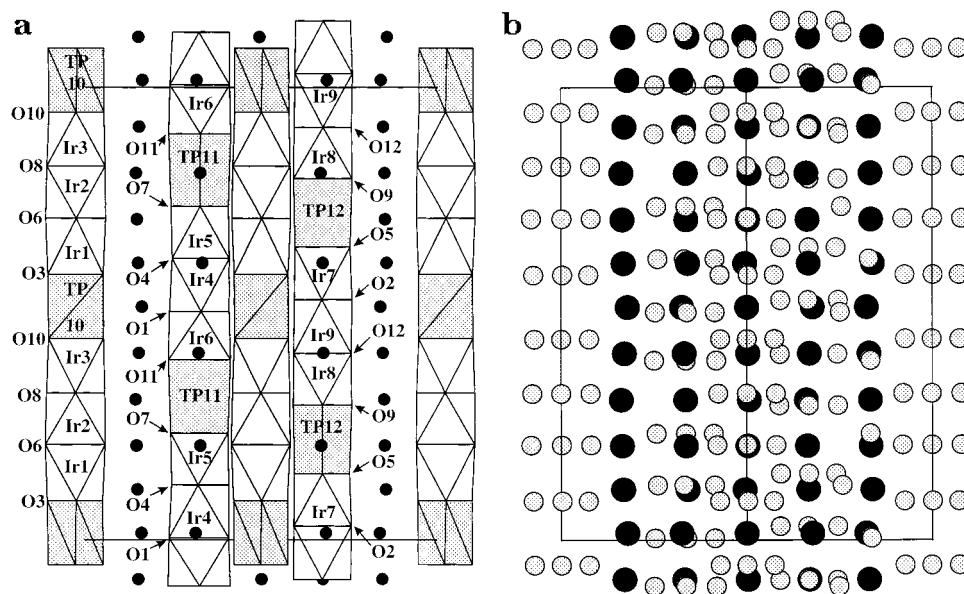 a
b
TP
10
O10
Ir3
O8
Ir2
O6
Ir1
O3
TP
10
O10
Ir3
O8
Ir2
O6
Ir1
O3
Ir6
O11
TP11
O7
Ir5
O4
Ir4
O1
Ir6
O11
TP11
O7
Ir5
O4
Ir4
O1
Ir9
O12
Ir8
O9
TP12
O5
Ir7
O2
Ir9
O12
Ir8
O9
TP12
O5
Ir7
O2